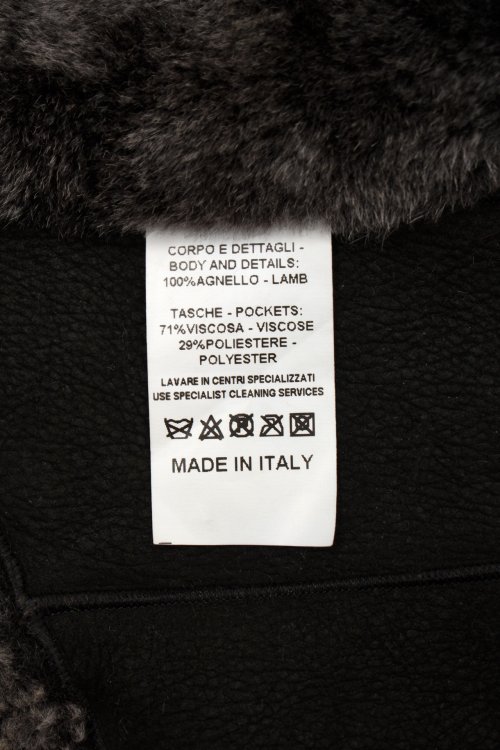 CORPO E DETTAGLI -
BODY AND DETAILS:
100%AGNELLO - LAMB
TASCHE - POCKETS:
71%VISCOSA - VISCOSE
29%POLIESTERE -
POLYESTER
LAVARE IN CENTRI SPECIALIZZATI
USE SPECIALIST CLEANING SERVICES
MADE IN ITALY